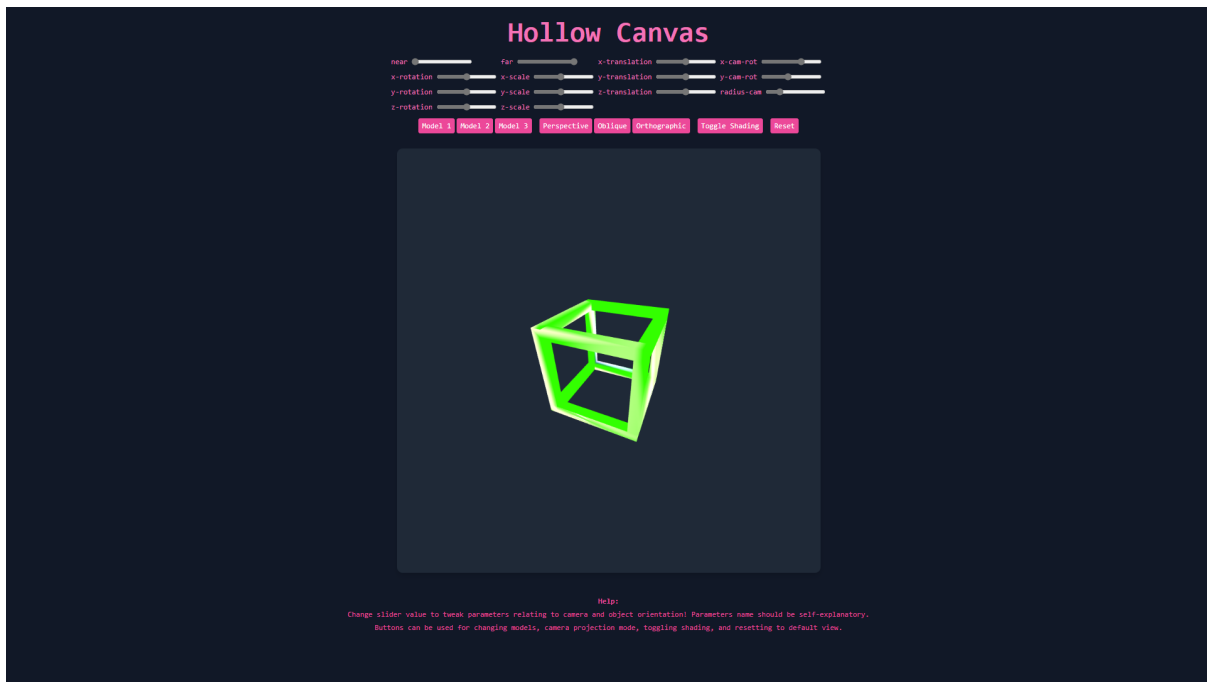 Hollow Canvas
near far x-translation x-cam-rot
x-rotation x-scale y-translation y-cam-rot
y-rotation y-scale z-translation radius-cam
z-rotation z-scale
Model 1 Model 2 Model 3 Perspective Oblique Orthographic Toggle Shading Reset
Help:
Change slider value to tweak parameters relating to camera and object orientation! Parameters name should be self-explanatory.
Buttons can be used for changing models, camera projection mode, toggling shading, and resetting to default view.